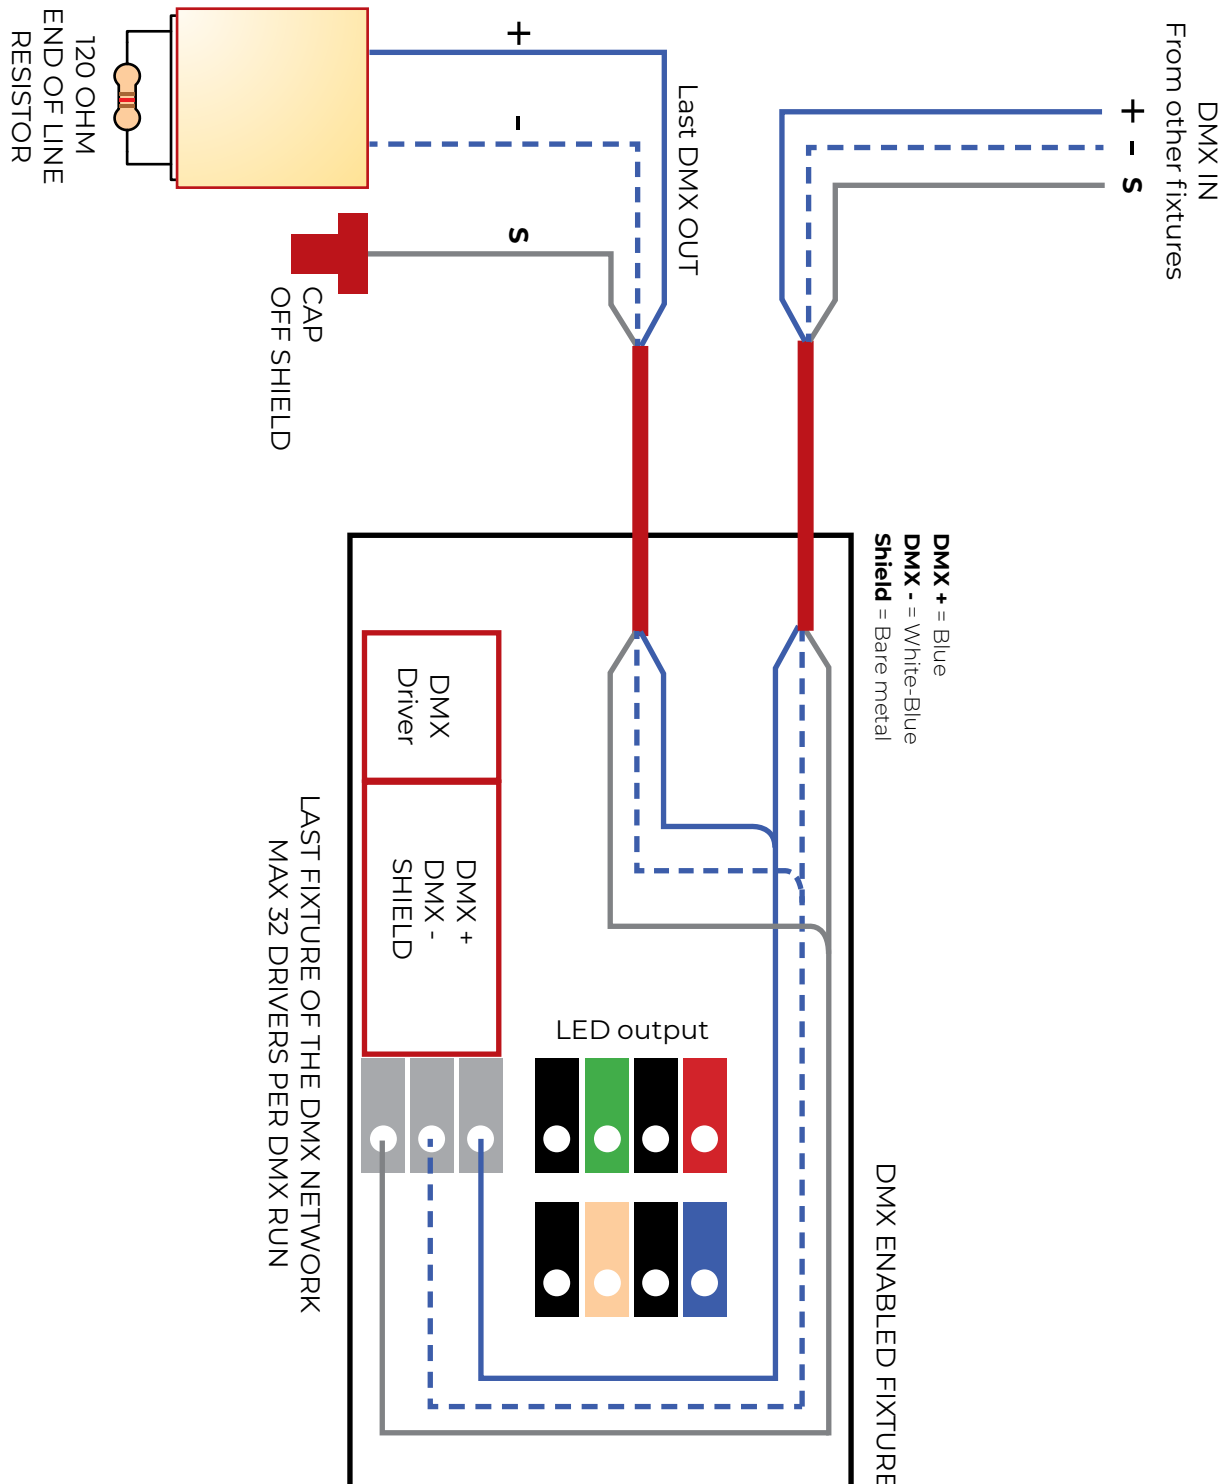 DMX IN
From other fixtures
+
-
S
Last DMX OUT
+
-
S
120 OHM
END OF LINE
RESISTOR
CAP
OFF SHIELD
DMX + = Blue
DMX - = White-Blue
Shield = Bare metal
DMX
Driver
DMX +
DMX -
SHIELD
LED output
DMX ENABLED FIXTURE
LAST FIXTURE OF THE DMX NETWORK
MAX 32 DRIVERS PER DMX RUN